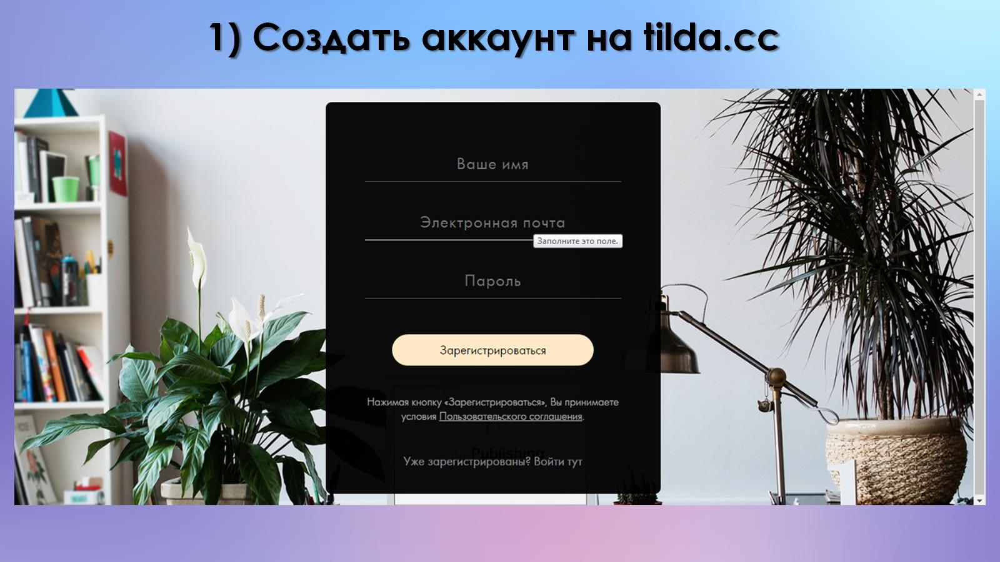 1) Создать аккаунт на tilda.cc
Ваше имя
Электронная почта
Заполните это поле.
Пароль
Зарегистрироваться
Нажимая кнопку «Зарегистрироваться», Вы принимаете
условия Пользовательского соглашения.
Publishing
Уже зарегистрированы? Войти тут